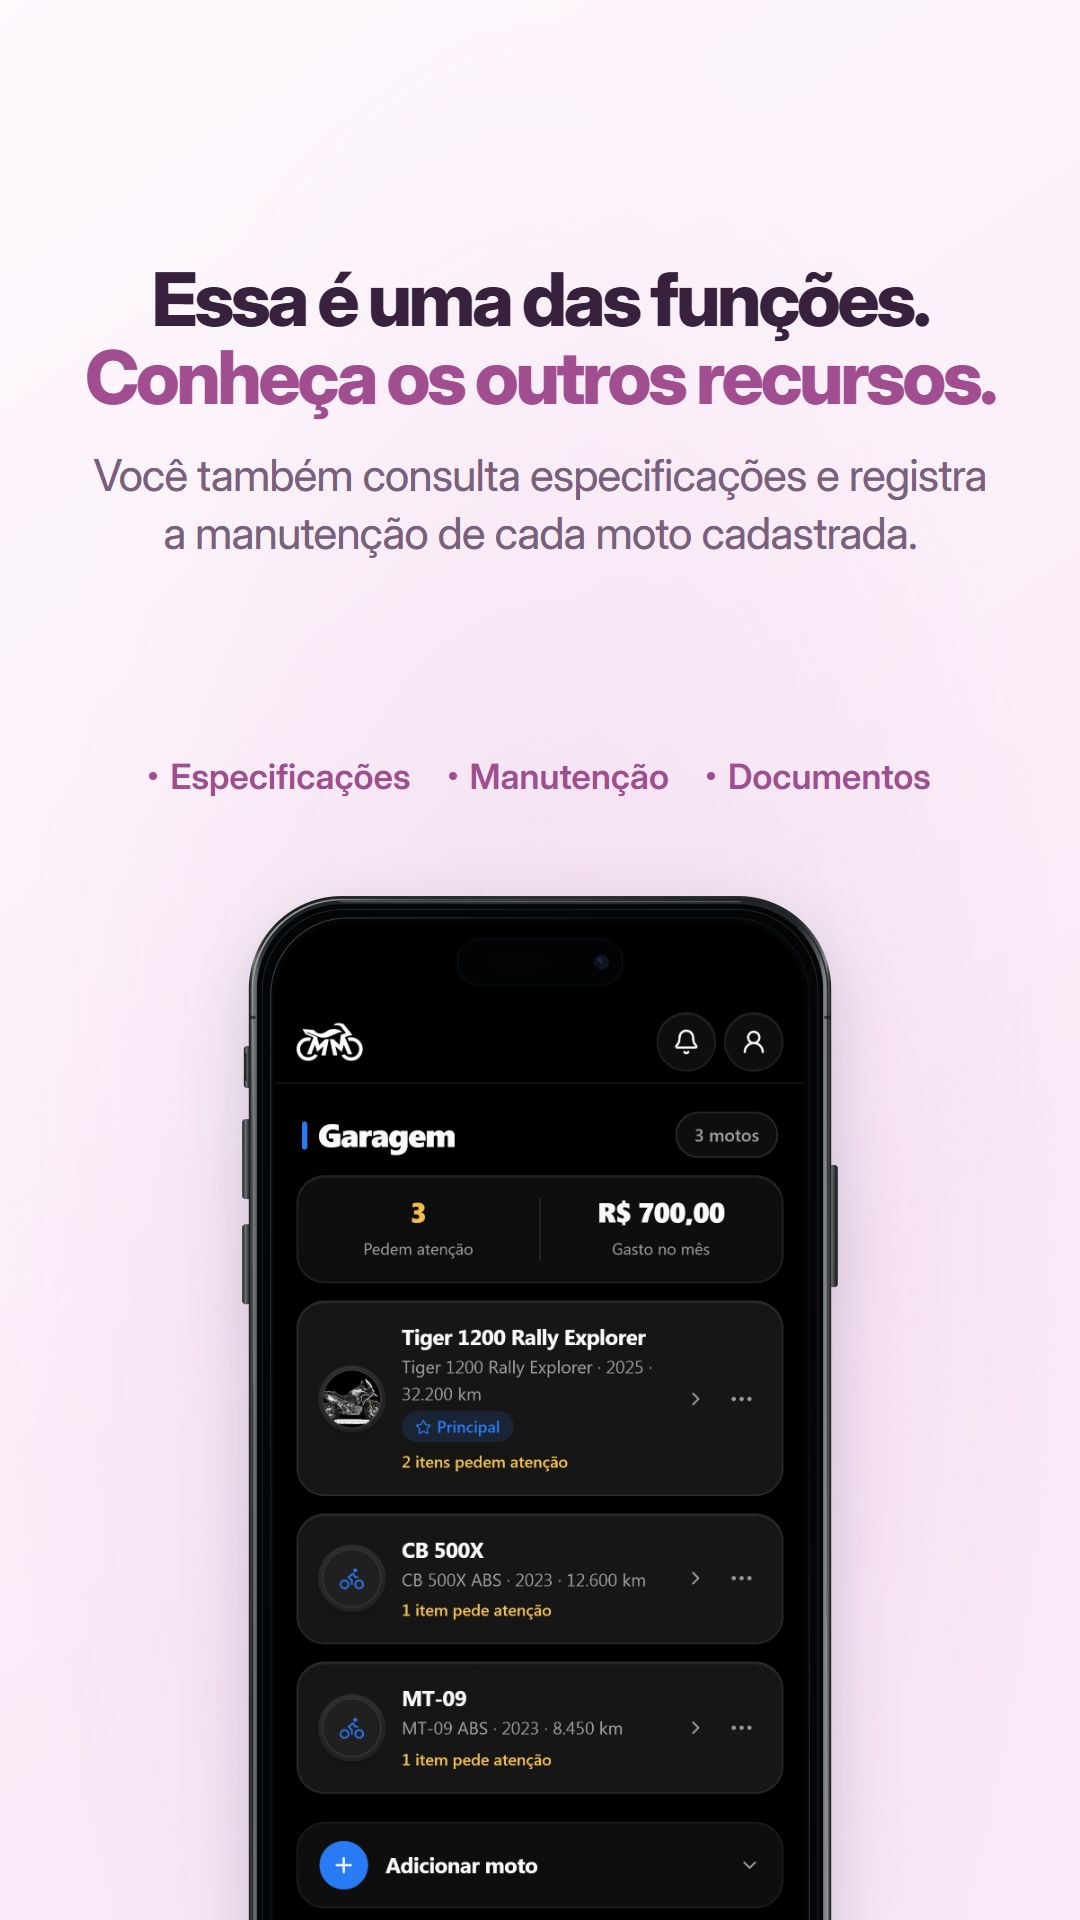 Essa é uma das funções.
Conheça os outros recursos.
Você também consulta especificações e registra
a manutenção de cada moto cadastrada.
• Especificações • Manutenção • Documentos
MM
Garagem
3 motos
3
Pedem atenção
R$ 700,00
Gasto no mês
Tiger 1200 Rally Explorer
Tiger 1200 Rally Explorer · 2025 ·
32.200 km
Principal
2 itens pedem atenção
CB 500X
CB 500X ABS · 2023 · 12.600 km
1 item pede atenção
MT-09
MT-09 ABS · 2023 · 8.450 km
1 item pede atenção
Adicionar moto